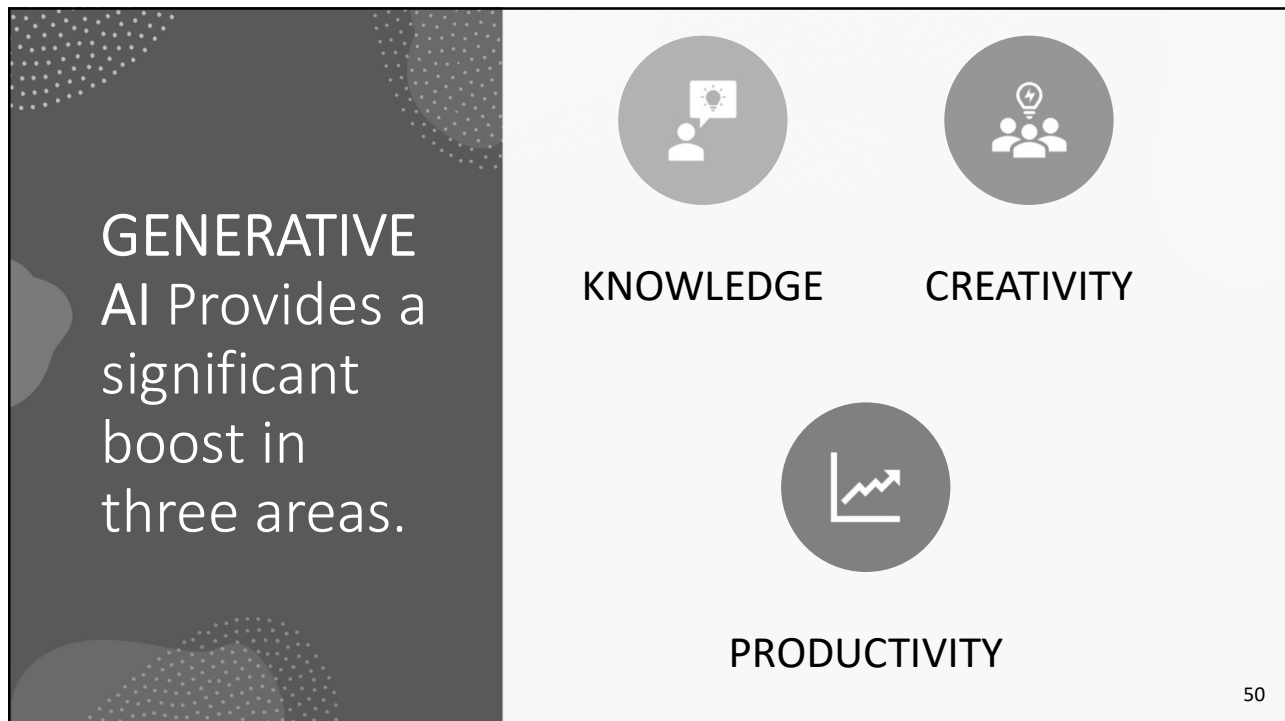 GENERATIVE
AI Provides a
significant
boost in
three areas.
KNOWLEDGE
CREATIVITY
PRODUCTIVITY
50